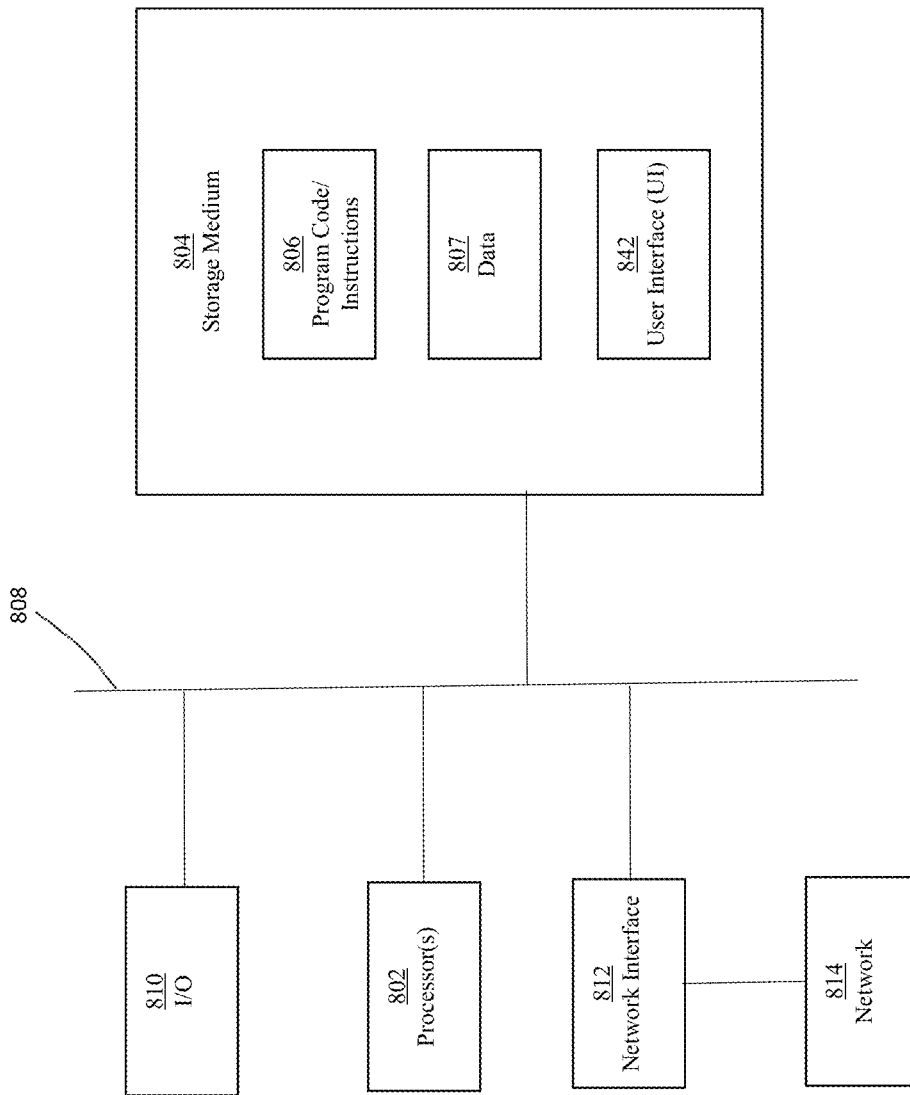 808
804
Storage Medium
806
Program Code/
Instructions
807
Data
842
User Interface (UI)
810
I/O
802
Processor(s)
812
Network Interface
814
Network